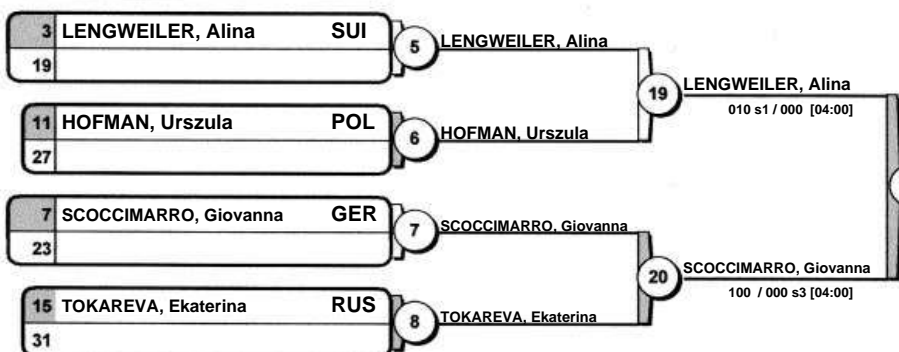 3 LENGWEILER, Alina SUI
19
5
LENGWEILER, Alina
11 HOFMAN, Urszula POL
27
6
HOFMAN, Urszula
19
LENGWEILER, Alina
010 s1 / 000 [04:00]
7 SCOCCIMARRO, Giovanna GER
23
7
SCOCCIMARRO, Giovanna
15 TOKAREVA, Ekaterina RUS
31
8
TOKAREVA, Ekaterina
20
SCOCCIMARRO, Giovanna
100 / 000 s3 [04:00]